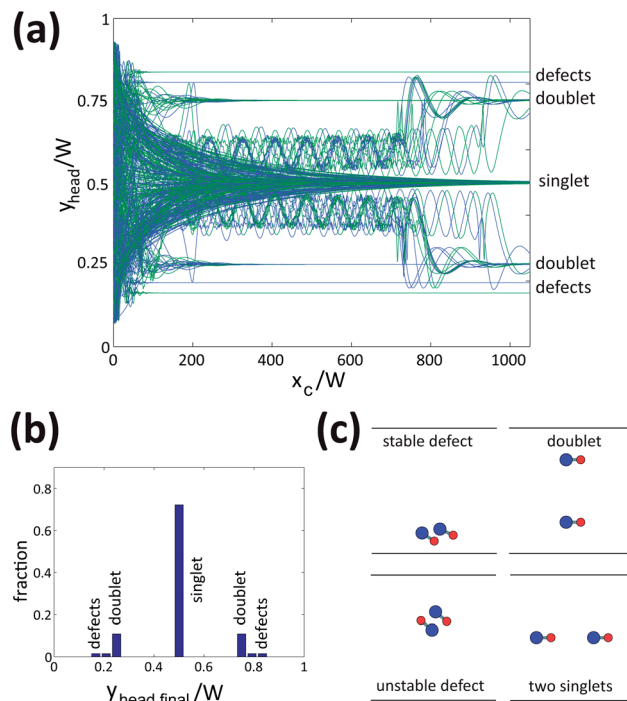 (a)
1
0.75
0.5
0.25
0
y_head/W
defects
doublet
singlet
doublet
defects
0 200 400 600 800 1000
x_c/W
(b)
0.8
0.6
0.4
0.2
0
fraction
defects
doublet
singlet
doublet
defects
0 0.2 0.4 0.6 0.8 1
y_head final/W
(c)
stable defect doublet
unstable defect two singlets